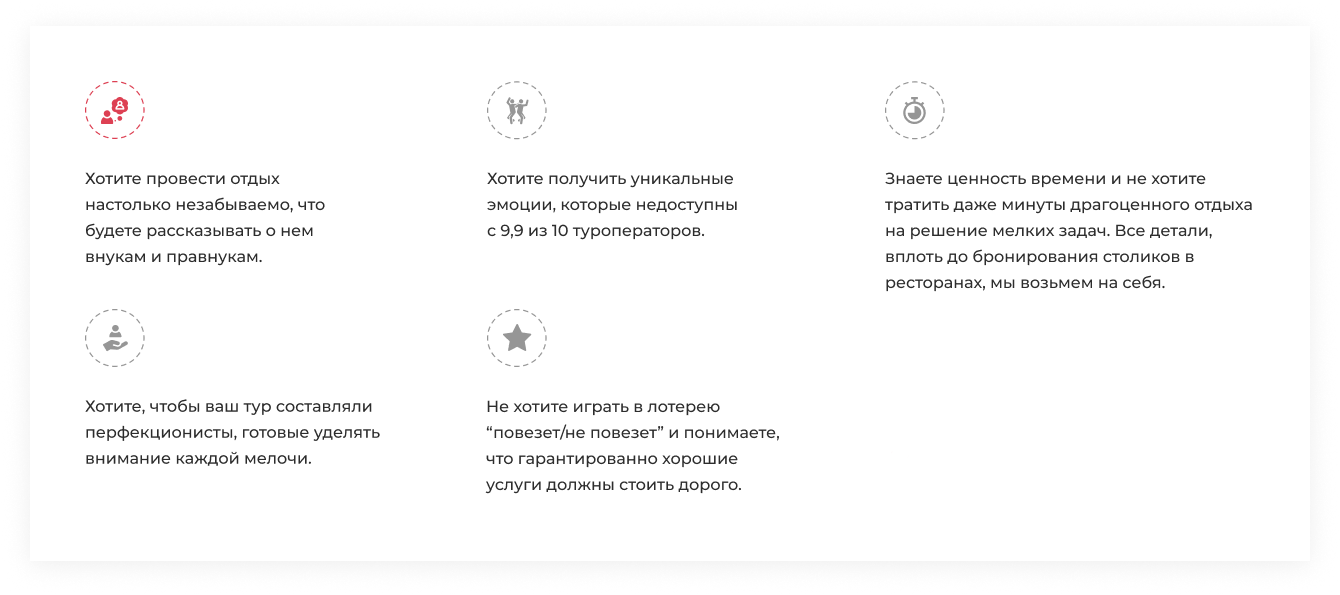 Хотите провести отдых
настолько незабываемо, что
будете рассказывать о нем
внукам и правнукам.
Хотите получить уникальные
эмоции, которые недоступны
с 9,9 из 10 туроператоров.
Знаете ценность времени и не хотите
тратить даже минуты драгоценного отдыха
на решение мелких задач. Все детали,
вплоть до бронирования столиков в
ресторанах, мы возьмем на себя.
Хотите, чтобы ваш тур составляли
перфекционисты, готовые уделять
внимание каждой мелочи.
Не хотите играть в лотерею
“повезет/не повезет” и понимаете,
что гарантированно хорошие
услуги должны стоить дорого.